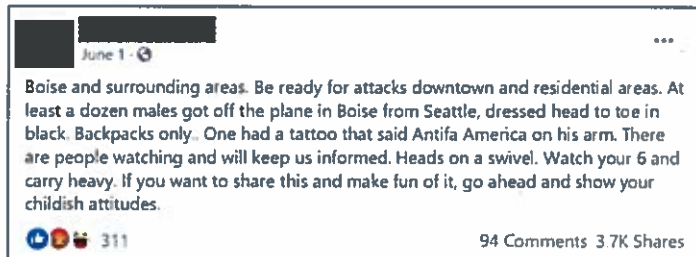 June 1 ·
...
Boise and surrounding areas. Be ready for attacks downtown and residential areas. At
least a dozen males got off the plane in Boise from Seattle, dressed head to toe in
black. Backpacks only.. One had a tattoo that said Antifa America on his arm. There
are people watching and will keep us informed. Heads on a swivel. Watch your 6 and
carry heavy. If you want to share this and make fun of it, go ahead and show your
childish attitudes.
311 94 Comments 3.7K Shares